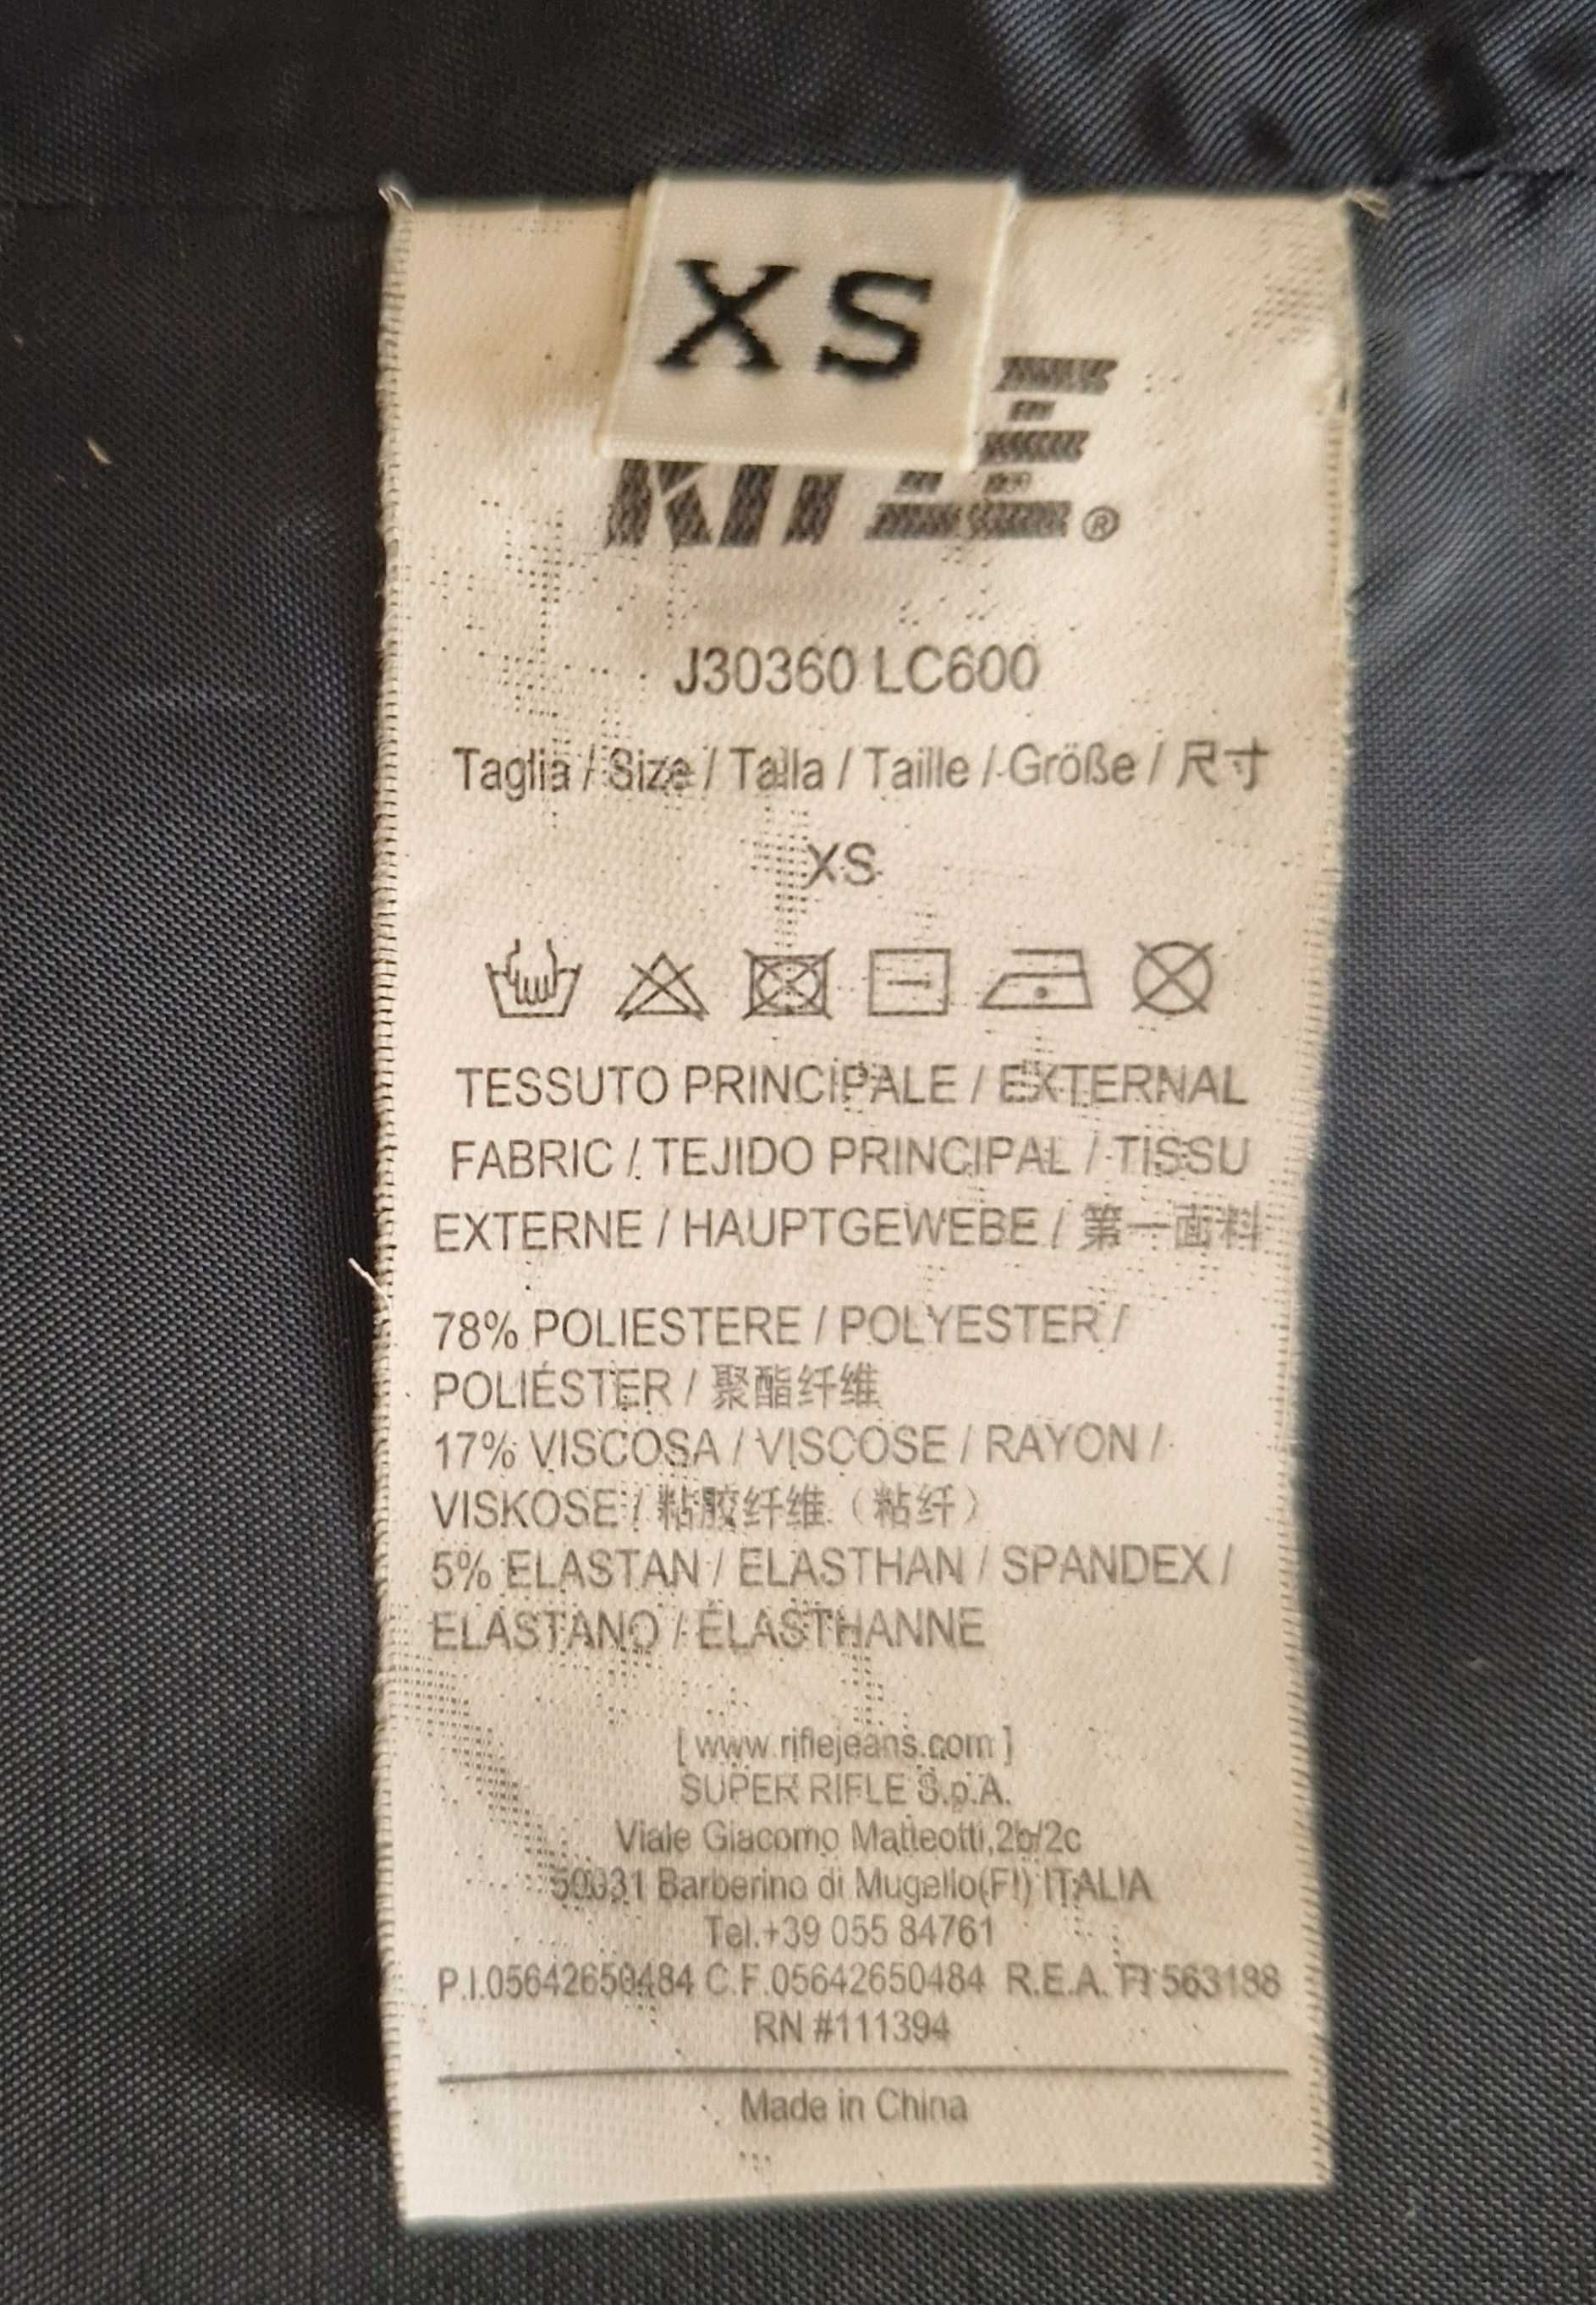 XS
J30360 LC600
Taglia / Size / Talla / Taille / Größe / 尺寸
XS
TESSUTO PRINCIPALE / EXTERNAL
FABRIC / TEJIDO PRINCIPAL / TISSU
EXTERNE / HAUPTGEWEBE / 第一面料
78% POLIESTERE / POLYESTER /
POLIÉSTER / 聚酯纤维
17% VISCOSA / VISCOSE / RAYON /
VISKOSE / 粘胶纤维（粘纤）
5% ELASTAN / ELASTHAN / SPANDEX /
ELASTANO / ÉLASTHANNE
[ www.riflejeans.com ]
SUPER RIFLE S.p.A.
Viale Giacomo Matteotti,2b/2c
50031 Barberino di Mugello(FI) ITALIA
Tel.+39 055 84761
P.I.05642650484 C.F.05642650484 R.E.A. FI 563188
RN #111394
Made in China